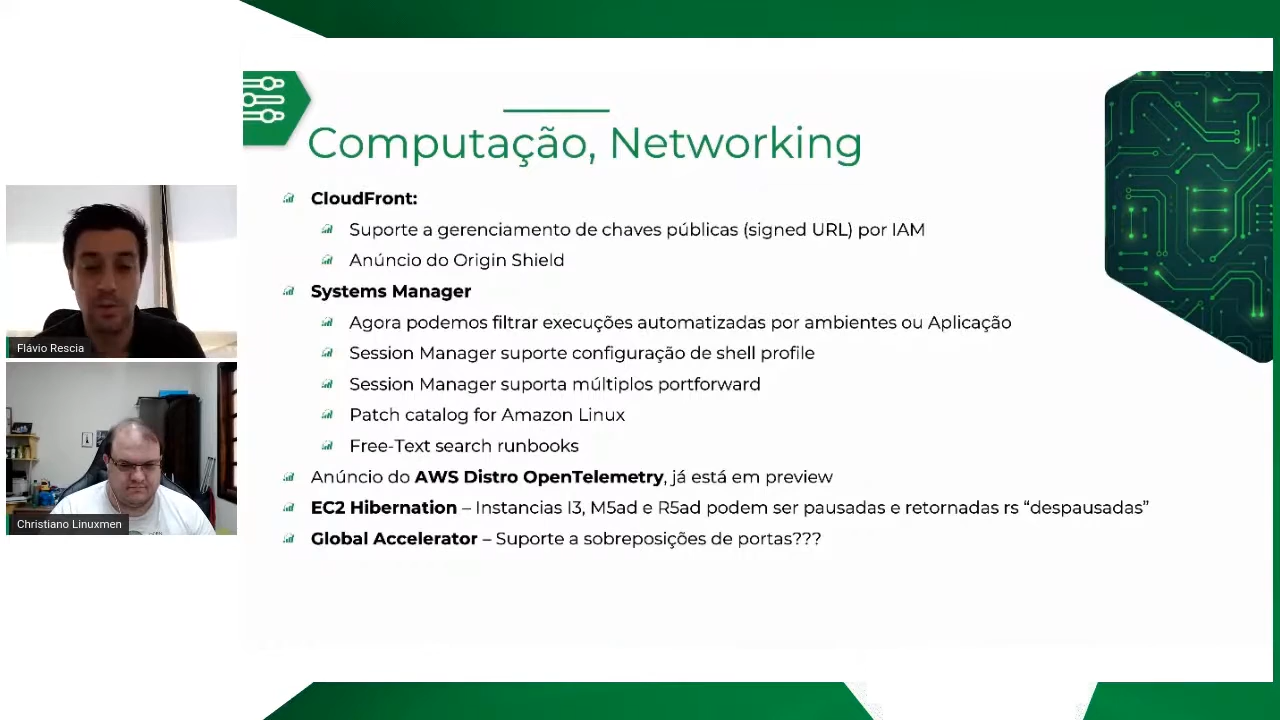 Computação, Networking
CloudFront:
Suporte a gerenciamento de chaves públicas (signed URL) por IAM
Anúncio do Origin Shield
Systems Manager
Agora podemos filtrar execuções automatizadas por ambientes ou Aplicação
Session Manager suporte configuração de shell profile
Session Manager suporta múltiplos portforward
Patch catalog for Amazon Linux
Free-Text search runbooks
Anúncio do AWS Distro OpenTelemetry, já está em preview
EC2 Hibernation – Instancias I3, M5ad e R5ad podem ser pausadas e retornadas rs “despausadas”
Global Accelerator – Suporte a sobreposições de portas???
Flávio Rescia
Christiano Linuxmen